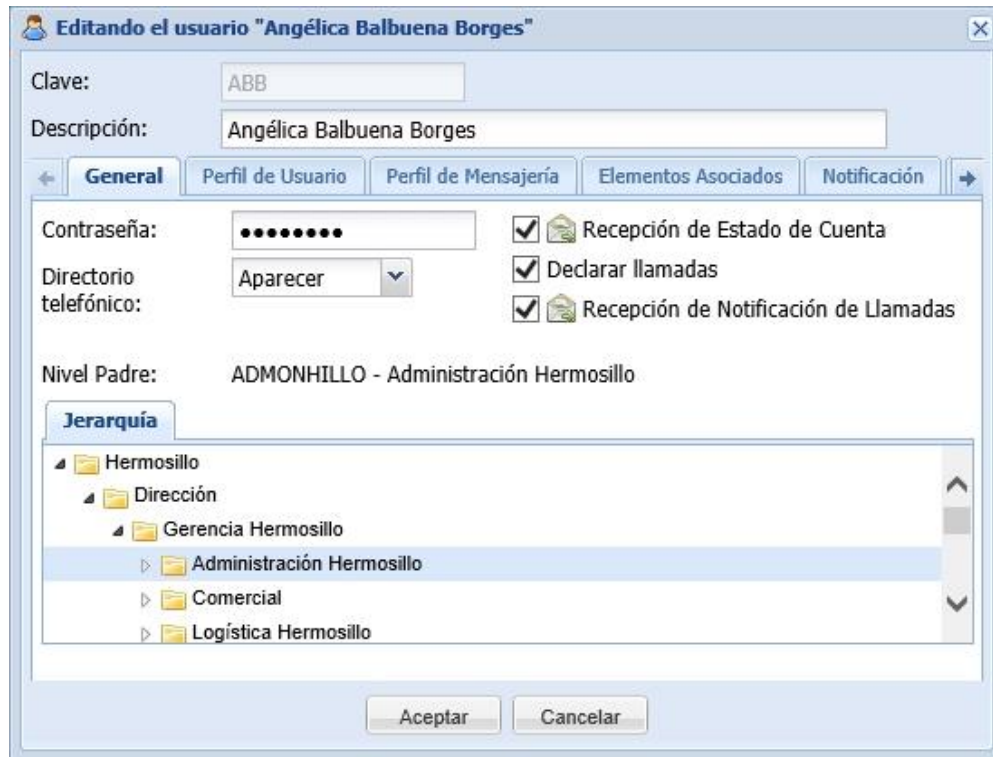 Editando el usuario "Angélica Balbuena Borges"
Clave: ABB
Descripción: Angélica Balbuena Borges
General Perfil de Usuario Perfil de Mensajería Elementos Asociados Notificación
Contraseña: ●●●●●●●●
Recepción de Estado de Cuenta
Directorio telefónico: Aparecer
Declarar llamadas
Recepción de Notificación de Llamadas
Nivel Padre: ADMONHILLO - Administración Hermosillo
Jerarquía
Hermosillo
Dirección
Gerencia Hermosillo
Administración Hermosillo
Comercial
Logística Hermosillo
Aceptar Cancelar